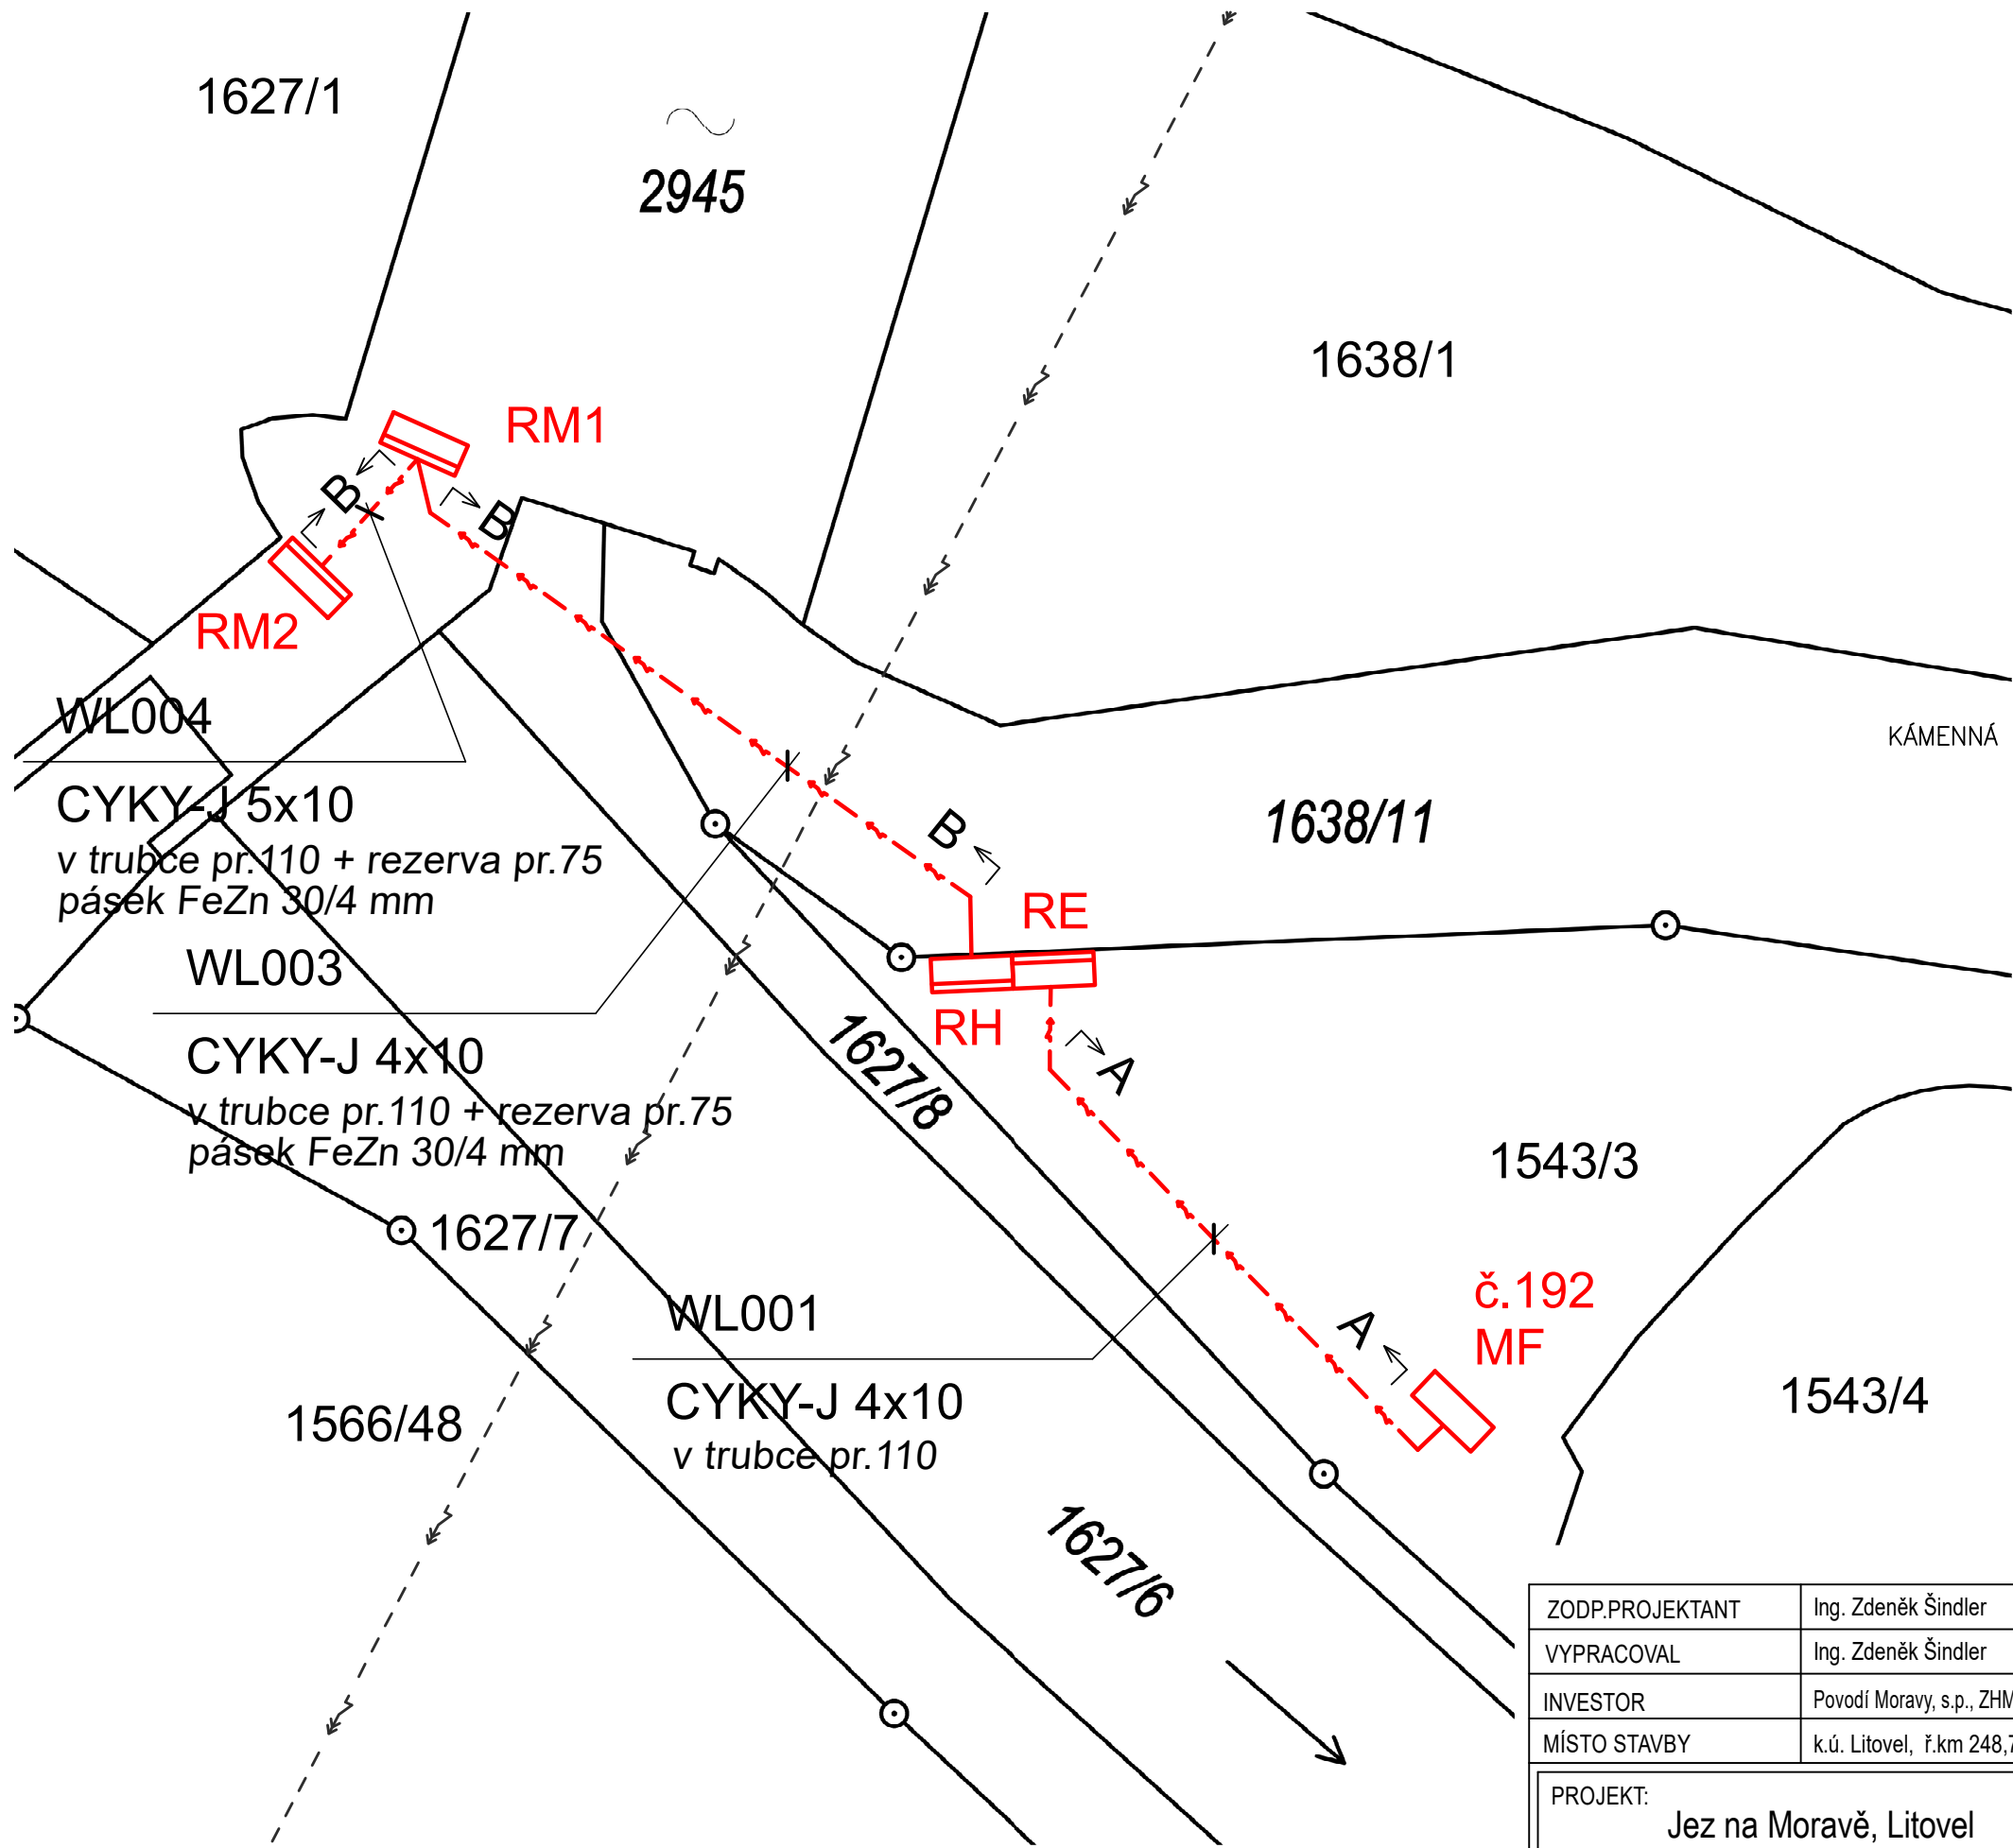 1627/1
2945
1638/1
RM1
B
B
RM2
WL004
CYKY-J 5x10
v trubce pr.110 + rezerva pr.75
pásek FeZn 30/4 mm
KÁMENNÁ
1638/11
B
RE
WL003
RH
CYKY-J 4x10
v trubce pr.110 + rezerva pr.75
pásek FeZn 30/4 mm
1627/8
A
1543/3
1627/7
č.192
MF
WL001
A
CYKY-J 4x10
v trubce pr.110
1566/48
1543/4
1627/6
ZODP.PROJEKTANT Ing. Zdeněk Šindler
VYPRACOVAL Ing. Zdeněk Šindler
INVESTOR Povodí Moravy, s.p., ZHM
MÍSTO STAVBY k.ú. Litovel, ř.km 248,7
PROJEKT:
Jez na Moravě, Litovel